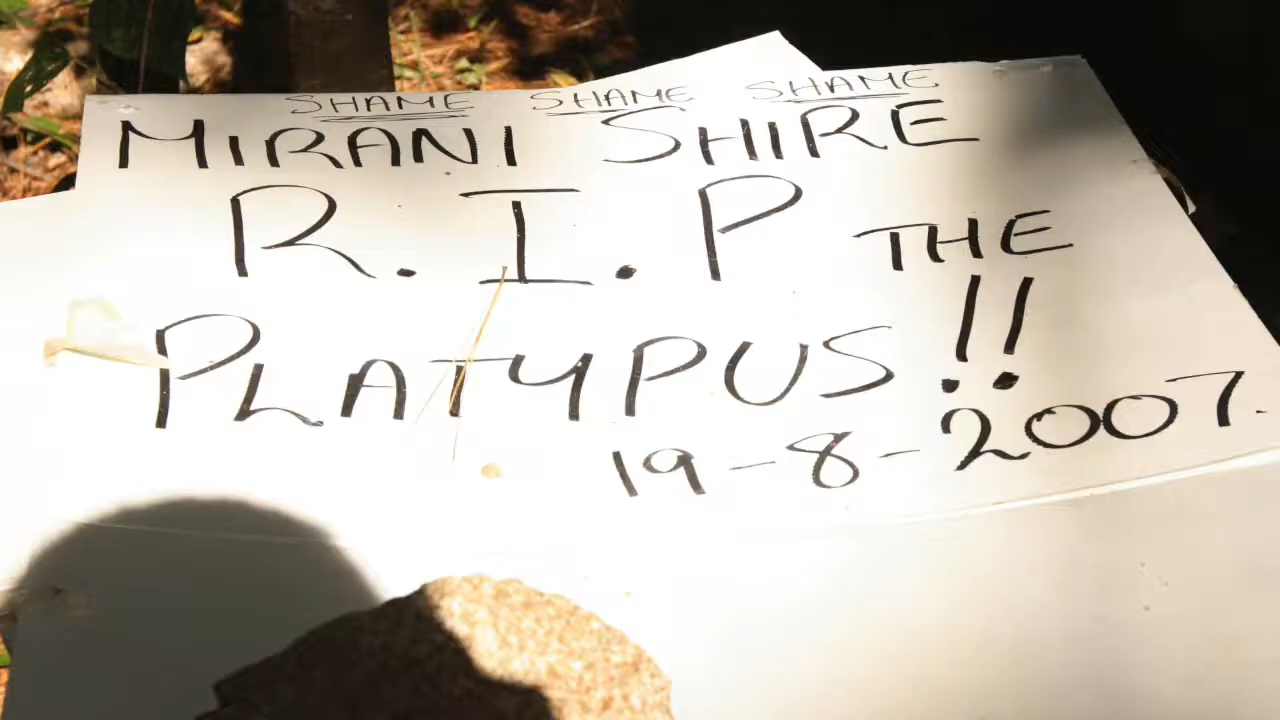 SHAME SHAME SHAME
MIRANI SHIRE
R.I.P THE
PLATYPUS!!
19-8-2007.